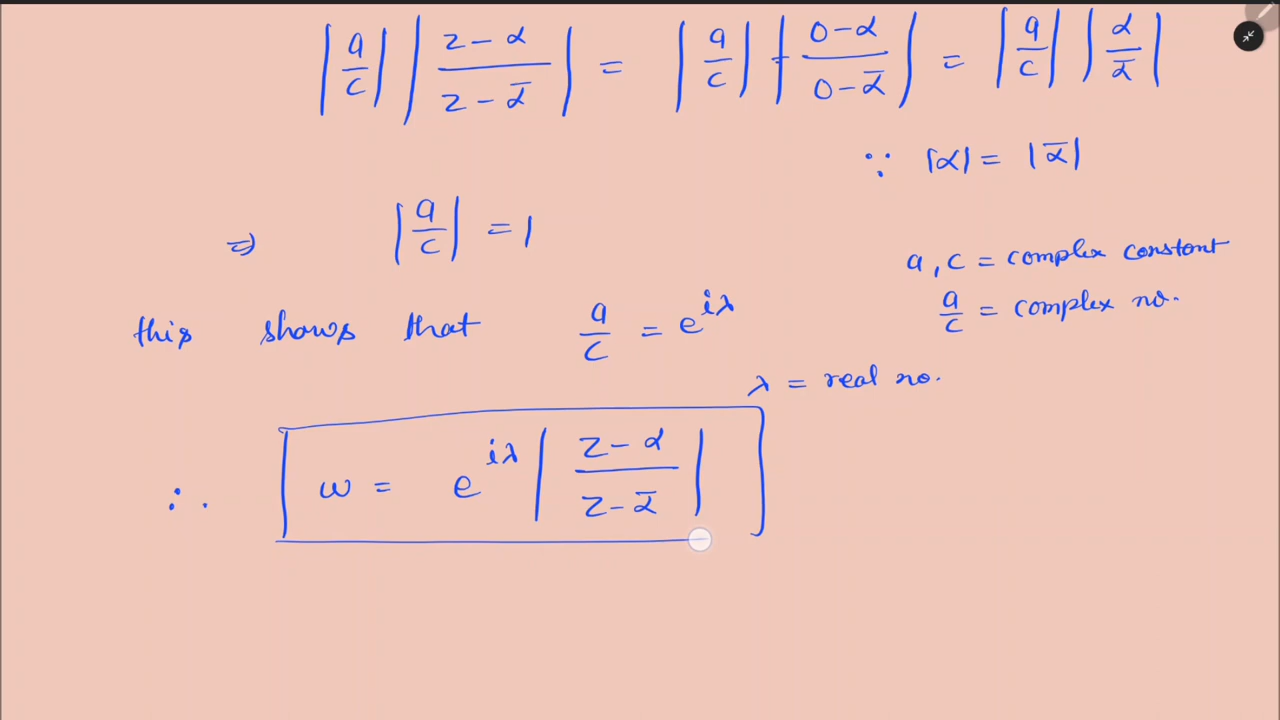 |a/c| |z-α / z-ᾱ| = |a/c| |0-α / 0-ᾱ| = |a/c| |α/ᾱ|
∵ |α| = |ᾱ|
⇒ |a/c| = 1
a, c = complex constant
a/c = complex no.
this shows that a/c = e^{iλ}
λ = real no.
∴ w = e^{iλ} |z-α / z-ᾱ|